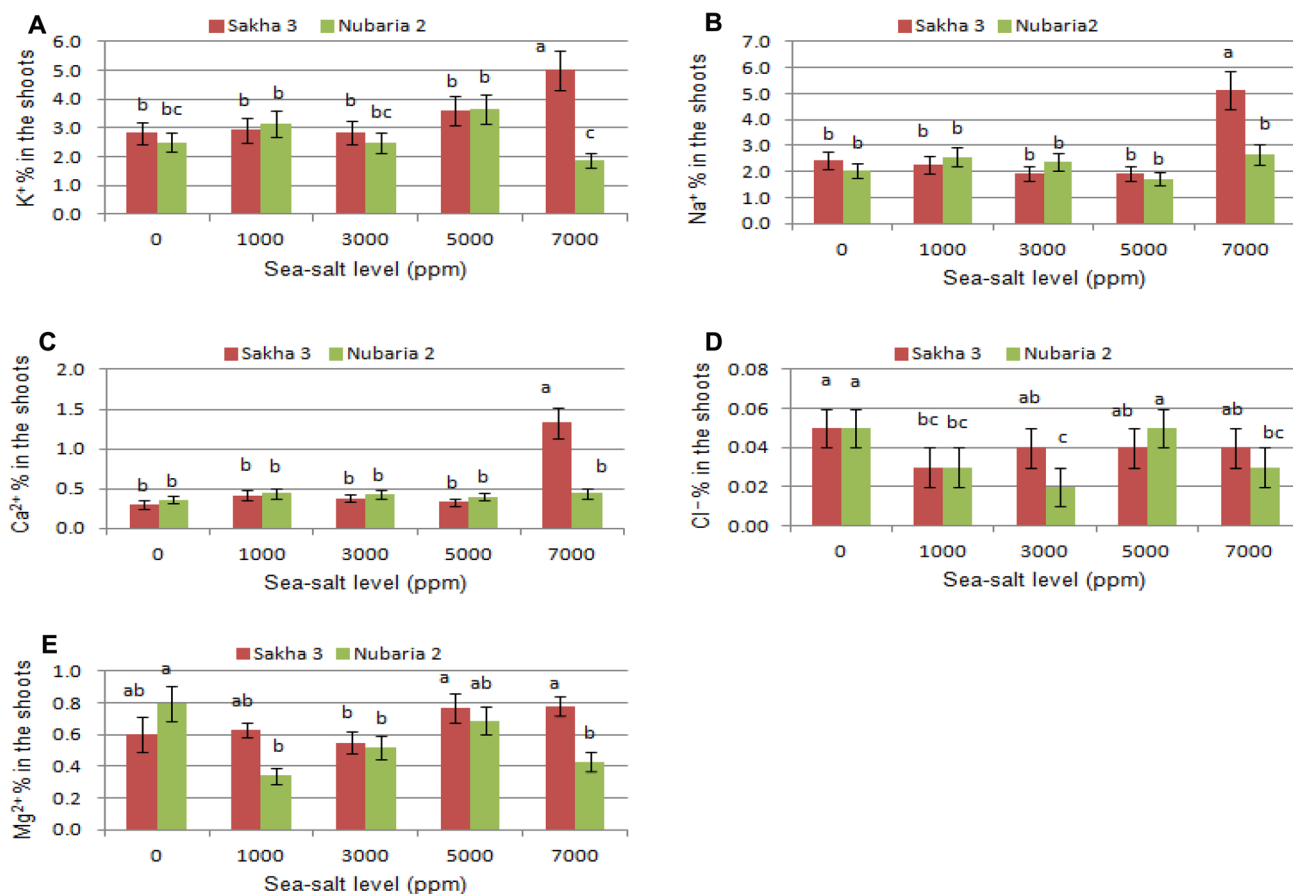 A
Sakha 3 Nubaria 2
K+ % in the shoots
6.0
5.0
4.0
3.0
2.0
1.0
0.0
b bc b b b bc b b a c
0 1000 3000 5000 7000
Sea-salt level (ppm)
B
Sakha 3 Nubaria2
Na+ % in the shoots
7.0
6.0
5.0
4.0
3.0
2.0
1.0
0.0
b b b b b b b b a b
0 1000 3000 5000 7000
Sea-salt level (ppm)
C
Sakha 3 Nubaria 2
Ca2+ % in the shoots
2.0
1.5
1.0
0.5
0.0
b b b b b b b b a b
0 1000 3000 5000 7000
Sea-salt level (ppm)
D
Sakha 3 Nubaria 2
Cl− % in the shoots
0.08
0.06
0.04
0.02
0.00
a a bc bc ab c ab a ab bc
0 1000 3000 5000 7000
Sea-salt level (ppm)
E
Sakha 3 Nubaria 2
Mg2+ % in the shoots
1.0
0.8
0.6
0.4
0.2
0.0
ab a ab b b b a ab a b
0 1000 3000 5000 7000
Sea-salt level (ppm)